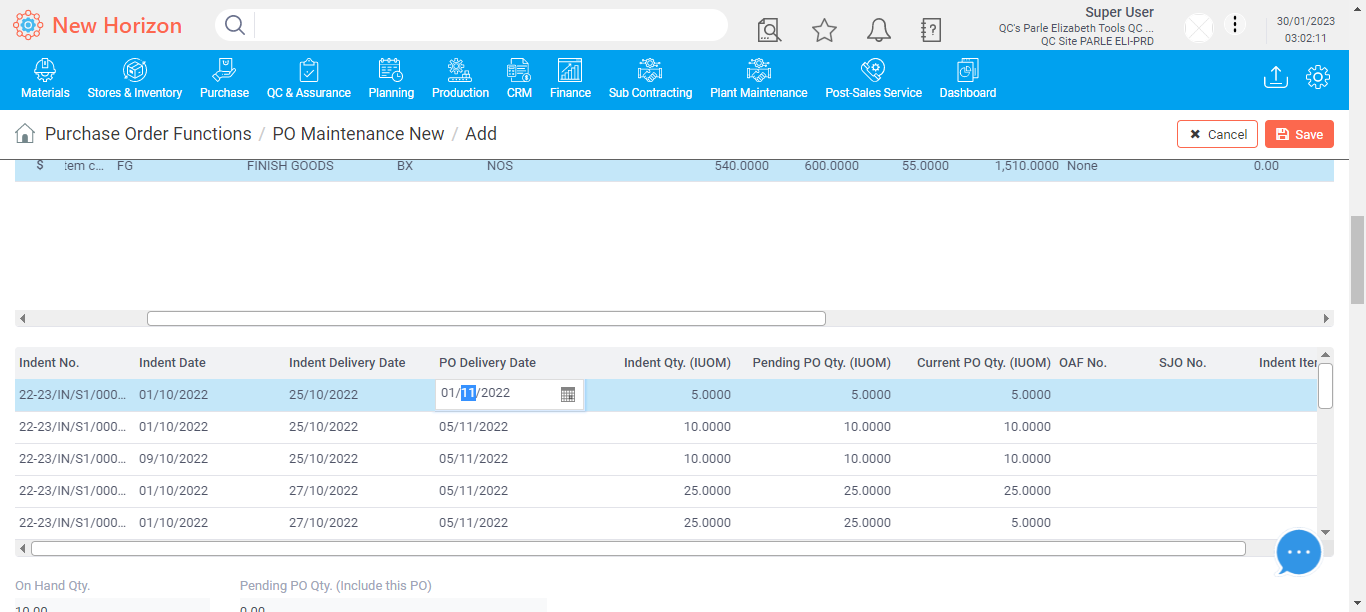 New Horizon
Super User
QC's Parle Elizabeth Tools QC ...
QC Site PARLE ELI-PRD
30/01/2023
03:02:11
Materials Stores & Inventory Purchase QC & Assurance Planning Production CRM Finance Sub Contracting Plant Maintenance Post-Sales Service Dashboard
Purchase Order Functions / PO Maintenance New / Add
Cancel Save
$ tem c... FG FINISH GOODS BX NOS 540.0000 600.0000 55.0000 1,510.0000 None 0.00
Indent No. Indent Date Indent Delivery Date PO Delivery Date Indent Qty. (IUOM) Pending PO Qty. (IUOM) Current PO Qty. (IUOM) OAF No. SJO No. Indent Iter
22-23/IN/S1/000... 01/10/2022 25/10/2022 01/11/2022 5.0000 5.0000 5.0000
22-23/IN/S1/000... 01/10/2022 25/10/2022 05/11/2022 10.0000 10.0000 10.0000
22-23/IN/S1/000... 09/10/2022 25/10/2022 05/11/2022 10.0000 10.0000 10.0000
22-23/IN/S1/000... 01/10/2022 27/10/2022 05/11/2022 25.0000 25.0000 25.0000
22-23/IN/S1/000... 01/10/2022 27/10/2022 05/11/2022 25.0000 25.0000 5.0000
On Hand Qty. Pending PO Qty. (Include this PO)
10.00 0.00